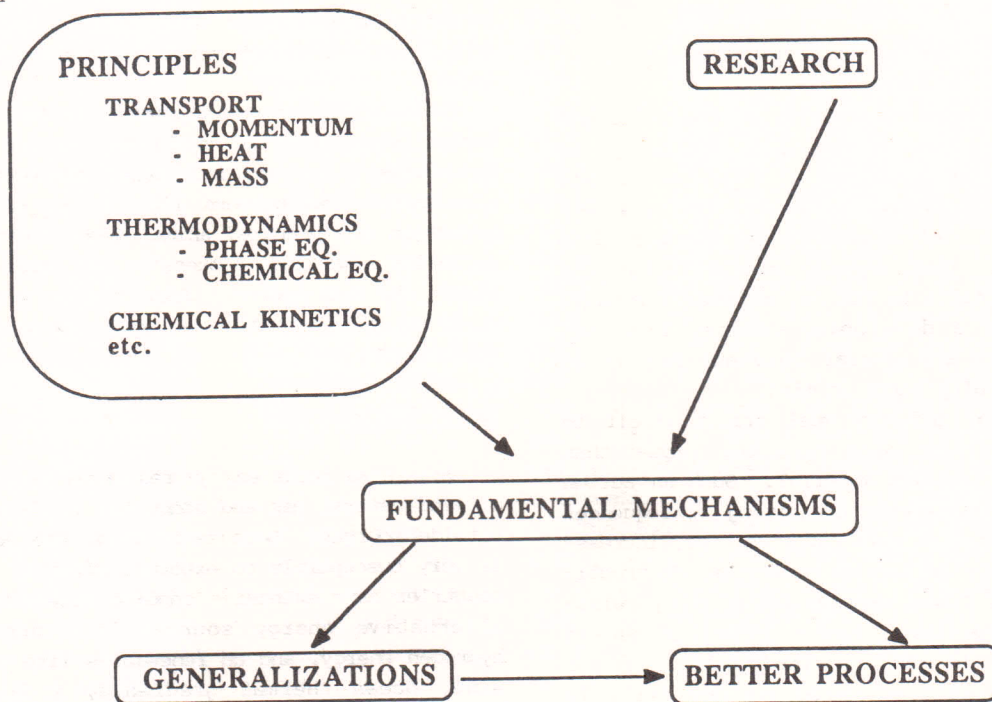 PRINCIPLES
TRANSPORT
- MOMENTUM
- HEAT
- MASS
THERMODYNAMICS
- PHASE EQ.
- CHEMICAL EQ.
CHEMICAL KINETICS
etc.
RESEARCH
FUNDAMENTAL MECHANISMS
GENERALIZATIONS
BETTER PROCESSES